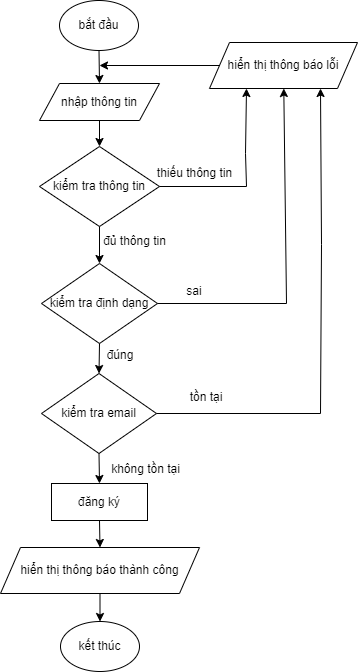 bắt đầu
hiển thị thông báo lỗi
nhập thông tin
thiếu thông tin
kiểm tra thông tin
đủ thông tin
sai
kiểm tra định dạng
đúng
tồn tại
kiểm tra email
không tồn tại
đăng ký
hiển thị thông báo thành công
kết thúc